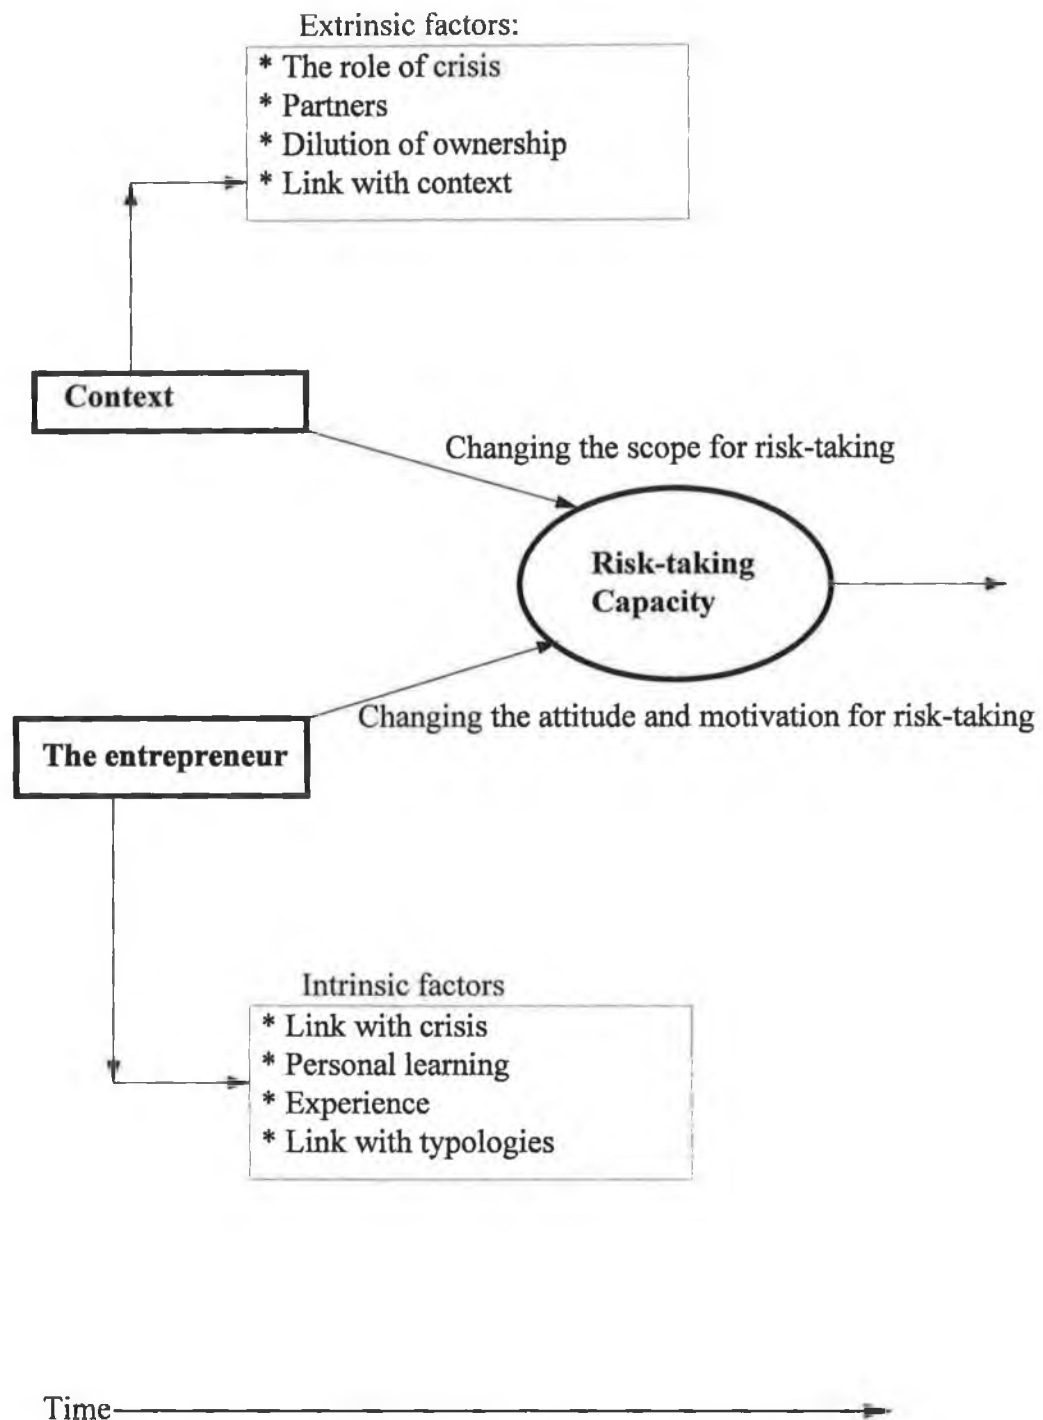 Extrinsic factors:
* The role of crisis
* Partners
* Dilution of ownership
* Link with context
Context
Changing the scope for risk-taking
Risk-taking
Capacity
Changing the attitude and motivation for risk-taking
The entrepreneur
Intrinsic factors
* Link with crisis
* Personal learning
* Experience
* Link with typologies
Time